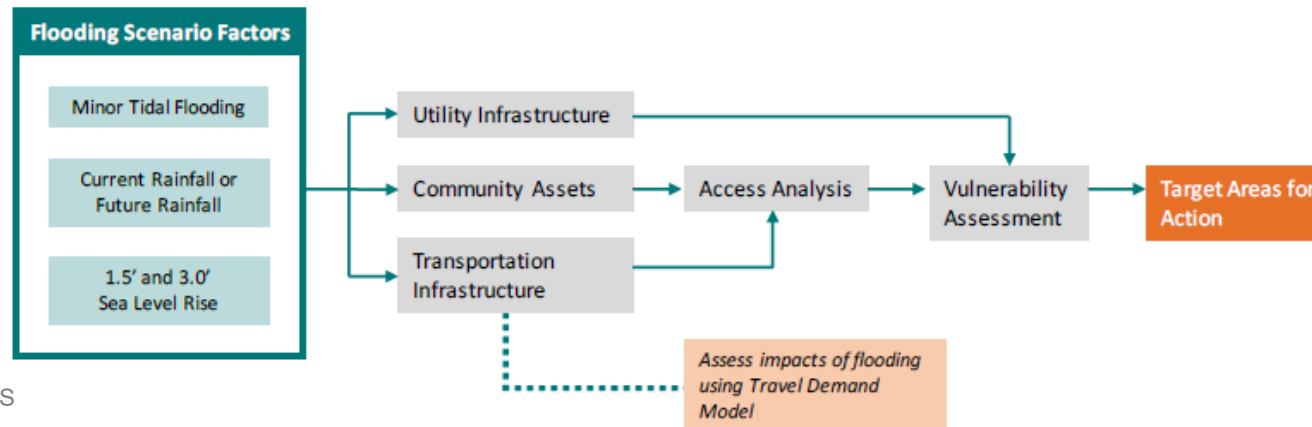 Flooding Scenario Factors
Minor Tidal Flooding
Current Rainfall or
Future Rainfall
1.5' and 3.0'
Sea Level Rise
Utility Infrastructure
Community Assets
Transportation
Infrastructure
Access Analysis
Vulnerability
Assessment
Target Areas for
Action
Assess impacts of flooding
using Travel Demand
Model
s